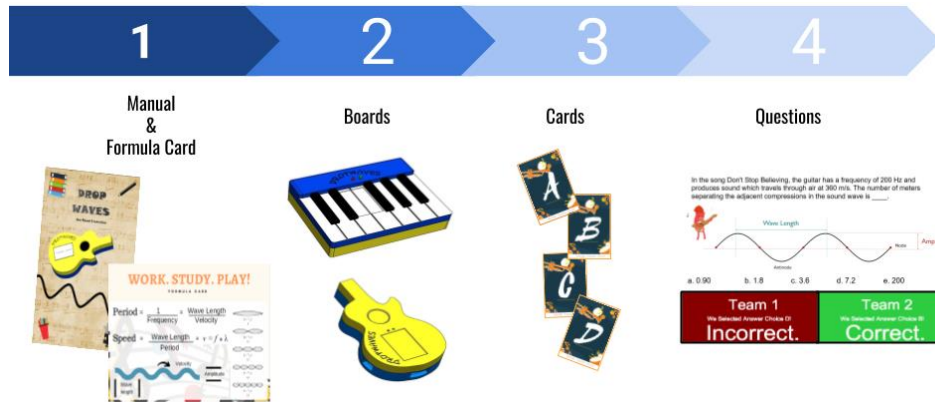 1
2
3
4
Manual
&
Formula Card
Boards
Cards
Questions
DROP
WAVES
WORK. STUDY. PLAY!
FORMULA CARD
Period = 1 / Frequency = Wave Length / Velocity
Speed = Wave Length / Period
Velocity
Amplitude
Wave
length
A
B
C
D
In the song Don't Stop Believing, the guitar has a frequency of 200 Hz and
produces sound which travels through air at 360 m/s. The number of meters
separating the adjacent compressions in the sound wave is ____.
Wave Length
Node
Antinode
a. 0.90 b. 1.8 c. 3.6 d. 7.2 e. 200
Team 1
We Selected Answer Choice D!
Incorrect.
Team 2
We Selected Answer Choice B!
Correct.